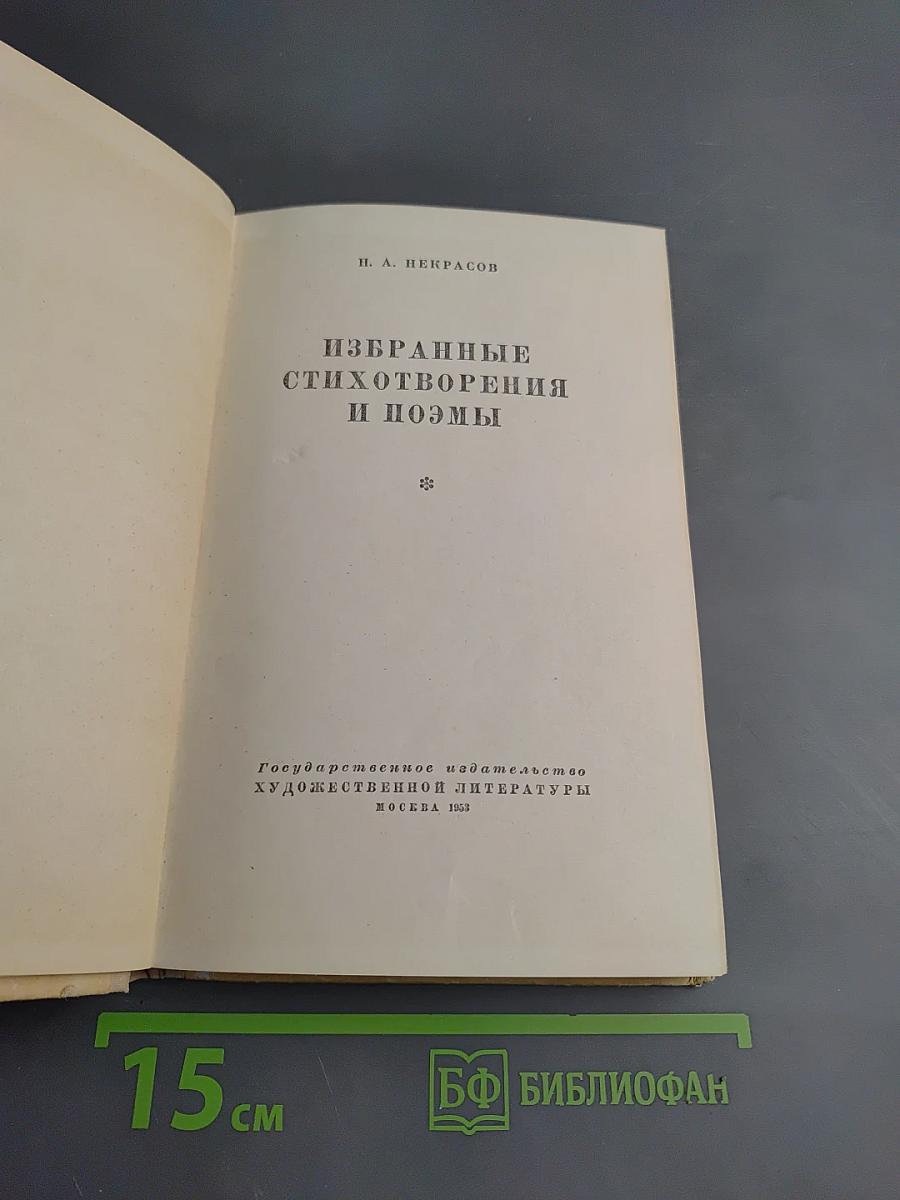 Н. А. НЕКРАСОВ
ИЗБРАННЫЕ
СТИХОТВОРЕНИЯ
И ПОЭМЫ
Государственное издательство
ХУДОЖЕСТВЕННОЙ ЛИТЕРАТУРЫ
МОСКВА 1953
15 см
БФ БИБЛИОФАН